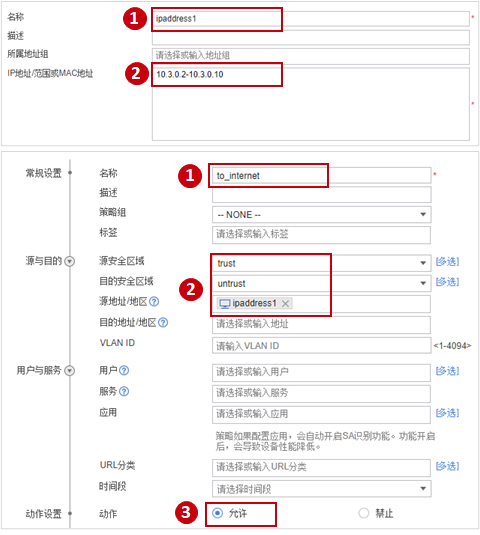 名称 1 ipaddress1 *
描述
所属地址组 请选择或输入地址组
IP地址/范围或MAC地址 2 10.3.0.2-10.3.0.10 *
常规设置 名称 1 to_internet *
描述
策略组 -- NONE --
标签 请选择或输入标签
源与目的 源安全区域 trust [多选]
目的安全区域 2 untrust [多选]
源地址/地区 ? ipaddress1 ×
目的地址/地区 ? 请选择或输入地址
VLAN ID 请输入VLAN ID <1-4094>
用户与服务 用户 ? 请选择或输入用户 [多选]
服务 ? 请选择或输入服务
应用 请选择或输入应用 [多选]
策略如果配置应用，会自动开启SA识别功能。功能开启
后，会导致设备性能降低。
URL分类 请选择或输入URL分类 [多选]
时间段 请选择时间段
动作设置 动作 3 允许 禁止